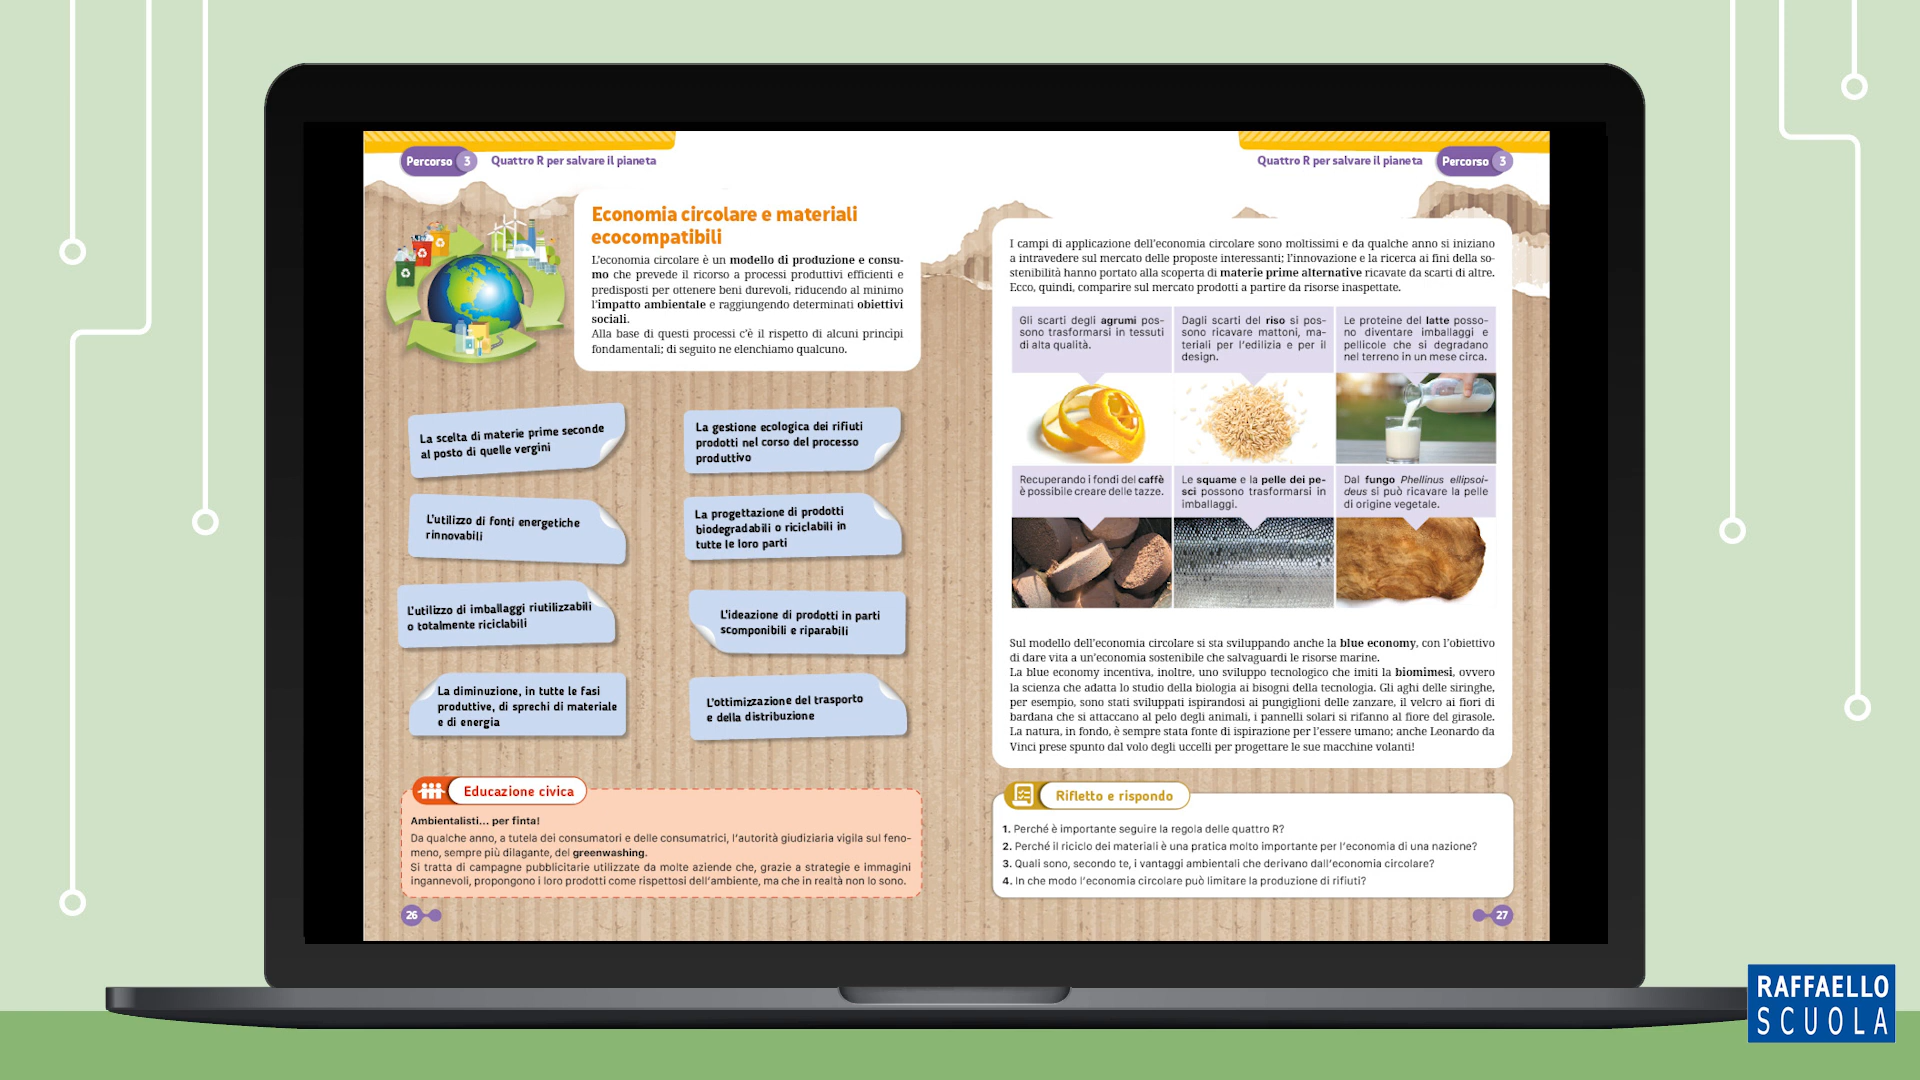 Percorso 3
Quattro R per salvare il pianeta
Economia circolare e materiali
ecocompatibili
L'economia circolare è un modello di produzione e consu-
mo che prevede il ricorso a processi produttivi efficienti e
predisposti per ottenere beni durevoli, riducendo al minimo
l'impatto ambientale e raggiungendo determinati obiettivi
sociali.
Alla base di questi processi c'è il rispetto di alcuni principi
fondamentali; di seguito ne elenchiamo qualcuno.
La scelta di materie prime seconde
al posto di quelle vergini
La gestione ecologica dei rifiuti
prodotti nel corso del processo
produttivo
L'utilizzo di fonti energetiche
rinnovabili
La progettazione di prodotti
biodegradabili o riciclabili in
tutte le loro parti
L'utilizzo di imballaggi riutilizzabili
o totalmente riciclabili
L'ideazione di prodotti in parti
scomponibili e riparabili
La diminuzione, in tutte le fasi
produttive, di sprechi di materiale
e di energia
L'ottimizzazione del trasporto
e della distribuzione
Educazione civica
Ambientalisti... per finta!
Da qualche anno, a tutela dei consumatori e delle consumatrici, l'autorità giudiziaria vigila sul feno-
meno, sempre più dilagante, del greenwashing.
Si tratta di campagne pubblicitarie utilizzate da molte aziende che, grazie a strategie e immagini
ingannevoli, propongono i loro prodotti come rispettosi dell'ambiente, ma che in realtà non lo sono.
26
Quattro R per salvare il pianeta
Percorso 3
I campi di applicazione dell'economia circolare sono moltissimi e da qualche anno si iniziano
a intravedere sul mercato delle proposte interessanti; l'innovazione e la ricerca ai fini della so-
stenibilità hanno portato alla scoperta di materie prime alternative ricavate da scarti di altre.
Ecco, quindi, comparire sul mercato prodotti a partire da risorse inaspettate.
Gli scarti degli agrumi pos-
sono trasformarsi in tessuti
di alta qualità.
Dagli scarti del riso si pos-
sono ricavare mattoni, ma-
teriali per l'edilizia e per il
design.
Le proteine del latte posso-
no diventare imballaggi e
pellicole che si degradano
nel terreno in un mese circa.
Recuperando i fondi del caffè
è possibile creare delle tazze.
Le squame e la pelle dei pe-
sci possono trasformarsi in
imballaggi.
Dal fungo Phellinus ellipsoi-
deus si può ricavare la pelle
di origine vegetale.
Sul modello dell'economia circolare si sta sviluppando anche la blue economy, con l'obiettivo
di dare vita a un'economia sostenibile che salvaguardi le risorse marine.
La blue economy incentiva, inoltre, uno sviluppo tecnologico che imiti la biomimesi, ovvero
la scienza che adatta lo studio della biologia ai bisogni della tecnologia. Gli aghi delle siringhe,
per esempio, sono stati sviluppati ispirandosi ai pungiglioni delle zanzare, il velcro ai fiori di
bardana che si attaccano al pelo degli animali, i pannelli solari si rifanno al fiore del girasole.
La natura, in fondo, è sempre stata fonte di ispirazione per l'essere umano; anche Leonardo da
Vinci prese spunto dal volo degli uccelli per progettare le sue macchine volanti!
Rifletto e rispondo
1. Perché è importante seguire la regola delle quattro R?
2. Perché il riciclo dei materiali è una pratica molto importante per l'economia di una nazione?
3. Quali sono, secondo te, i vantaggi ambientali che derivano dall'economia circolare?
4. In che modo l'economia circolare può limitare la produzione di rifiuti?
27
RAFFAELLO
SCUOLA